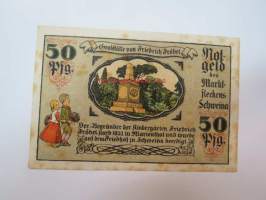 50
Pfg.
Grabstätte von Friedrich Fröbel
Not-
geld
des
Markt-
fleckens
Schweina
50
Pfg.
Der Begründer der Kindergärten Friedrich
Fröbel starb 1852 in Marienthal und wurde
auf dem Friedhof in Schweina beerdigt